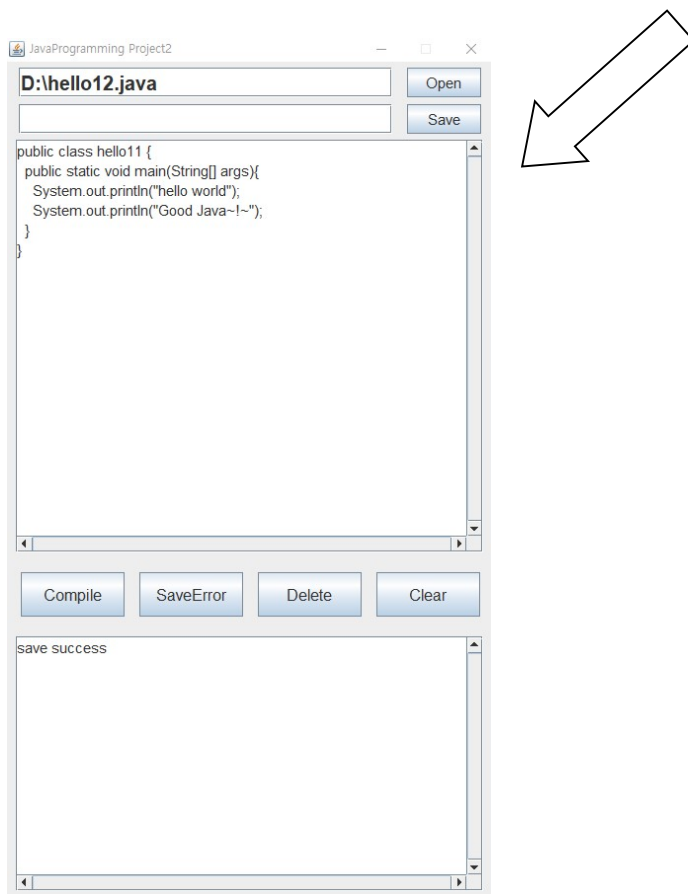 JavaProgramming Project2
D:\hello12.java
Open
Save
public class hello11 {
public static void main(String[] args){
System.out.println("hello world");
System.out.println("Good Java~!~");
}
}
Compile SaveError Delete Clear
save success